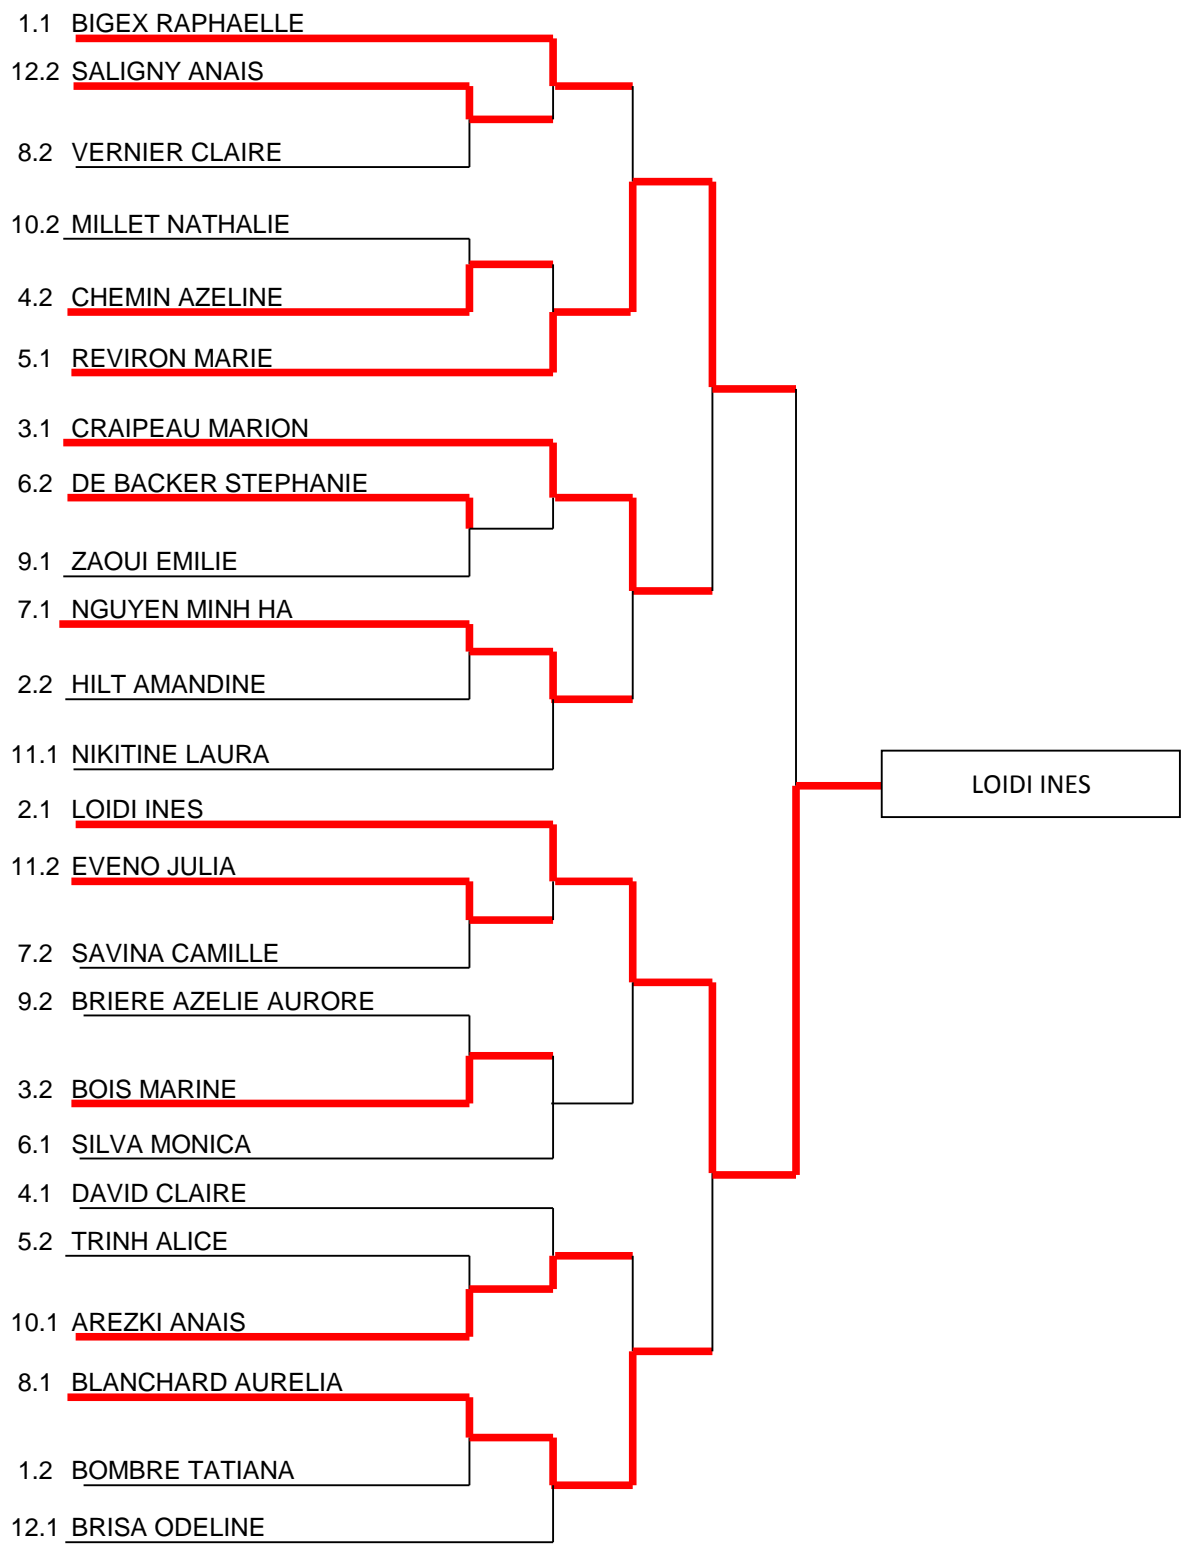 1.1 BIGEX RAPHAELLE
12.2 SALIGNY ANAIS
8.2 VERNIER CLAIRE
10.2 MILLET NATHALIE
4.2 CHEMIN AZELINE
5.1 REVIRON MARIE
3.1 CRAIPEAU MARION
6.2 DE BACKER STEPHANIE
9.1 ZAOUI EMILIE
7.1 NGUYEN MINH HA
2.2 HILT AMANDINE
11.1 NIKITINE LAURA
LOIDI INES
2.1 LOIDI INES
11.2 EVENO JULIA
7.2 SAVINA CAMILLE
9.2 BRIERE AZELIE AURORE
3.2 BOIS MARINE
6.1 SILVA MONICA
4.1 DAVID CLAIRE
5.2 TRINH ALICE
10.1 AREZKI ANAIS
8.1 BLANCHARD AURELIA
1.2 BOMBRE TATIANA
12.1 BRISA ODELINE